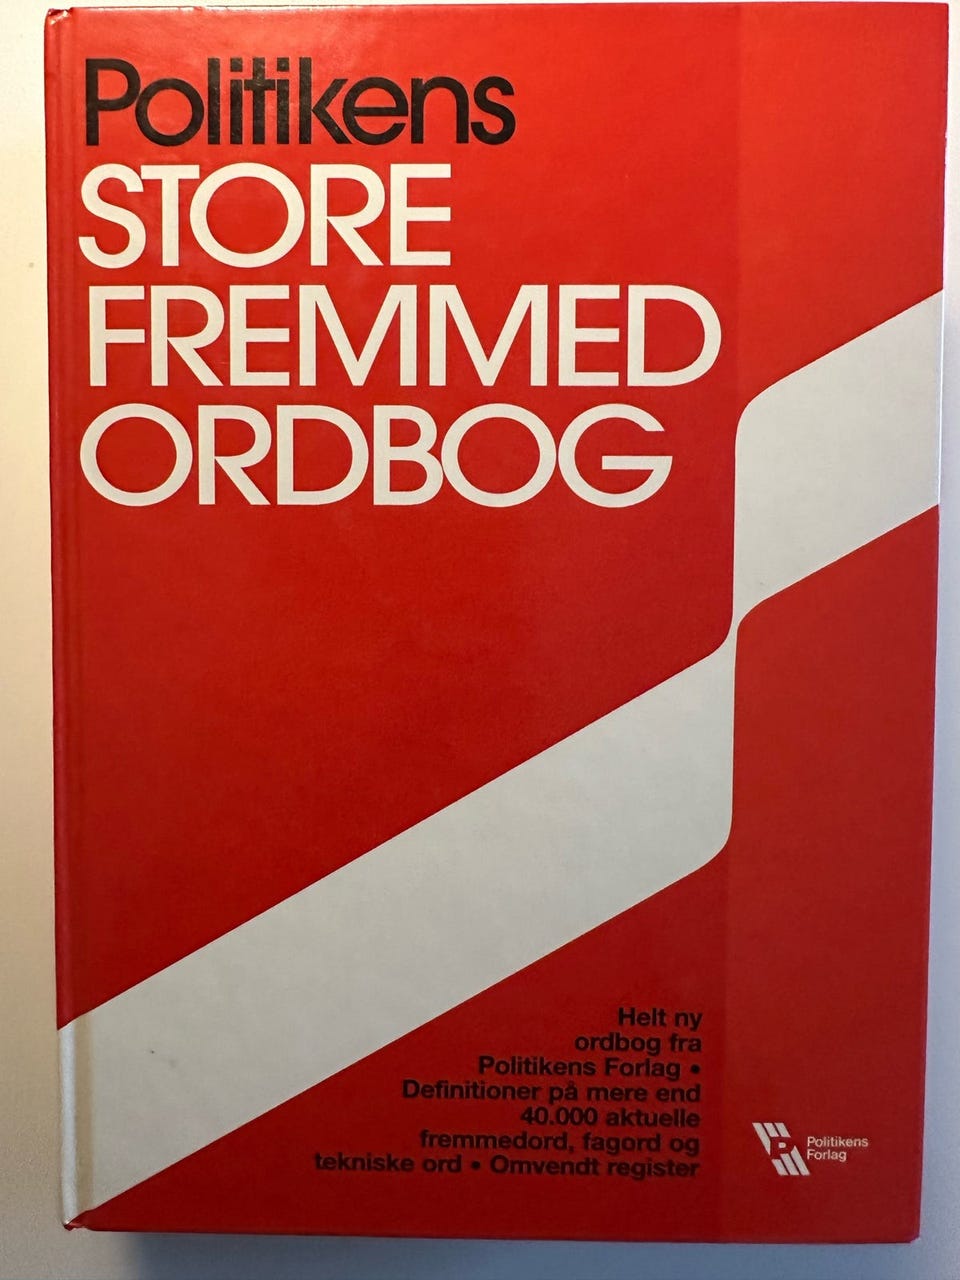 Politikens
STORE
FREMMED
ORDBOG
Helt ny
ordbog fra
Politikens Forlag •
Definitioner på mere end
40.000 aktuelle
fremmedord, fagord og
tekniske ord • Omvendt register
P
Politikens
Forlag